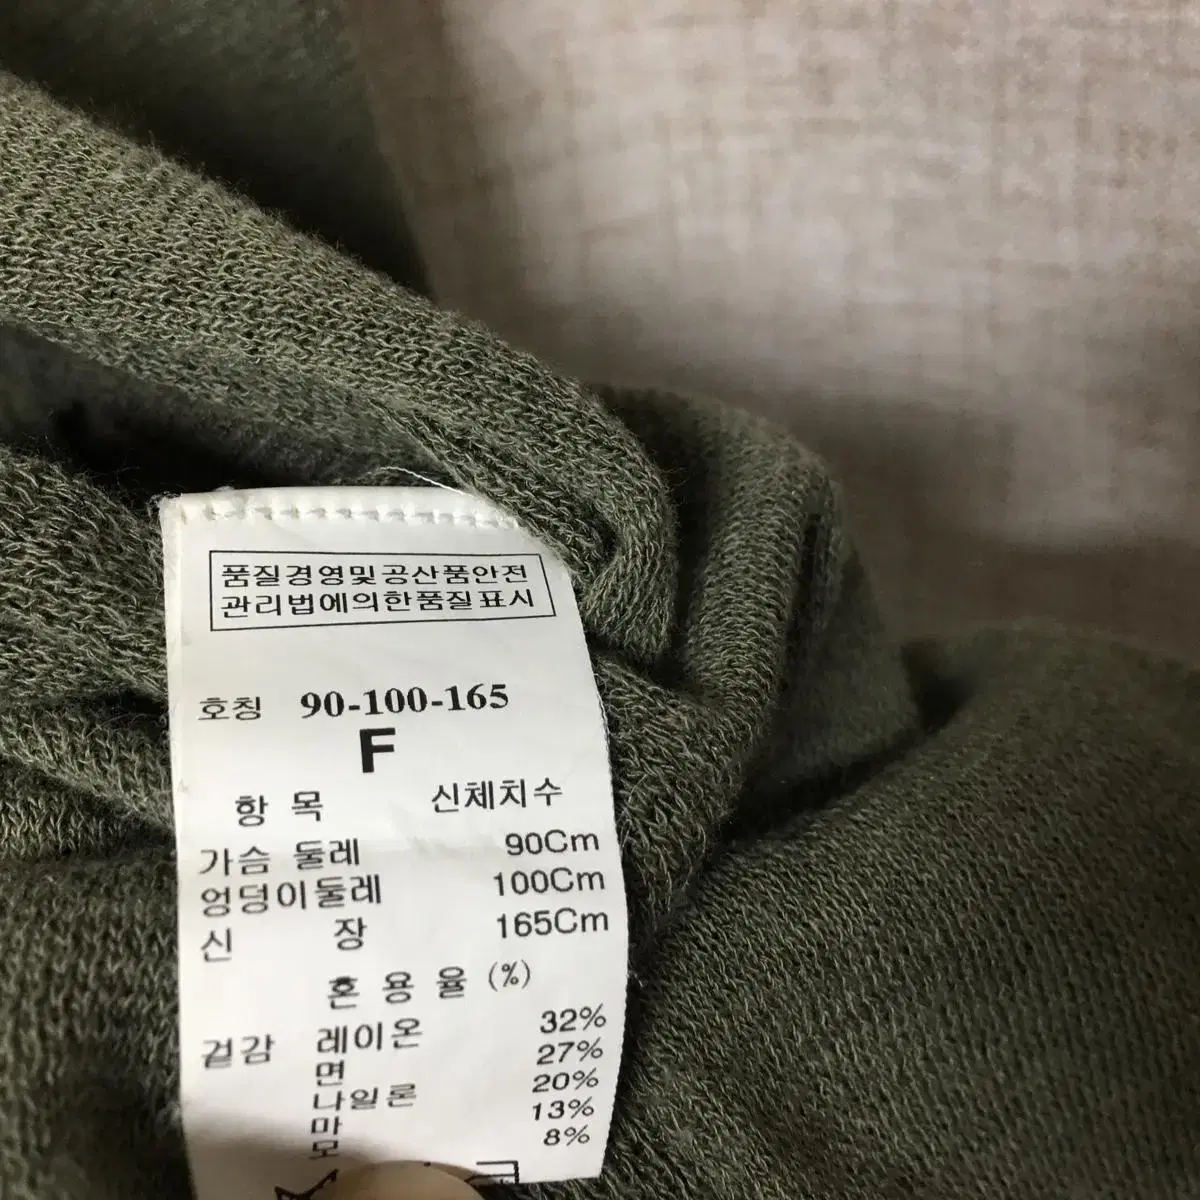 품질경영및공산품안전
관리법에의한품질표시
호칭 90-100-165
F
항 목 신체치수
가슴 둘레 90Cm
엉덩이둘레 100Cm
신 장 165Cm
혼 용 율 (%)
겉감 레이온 32%
면 27%
나일론 20%
마 13%
모 8%